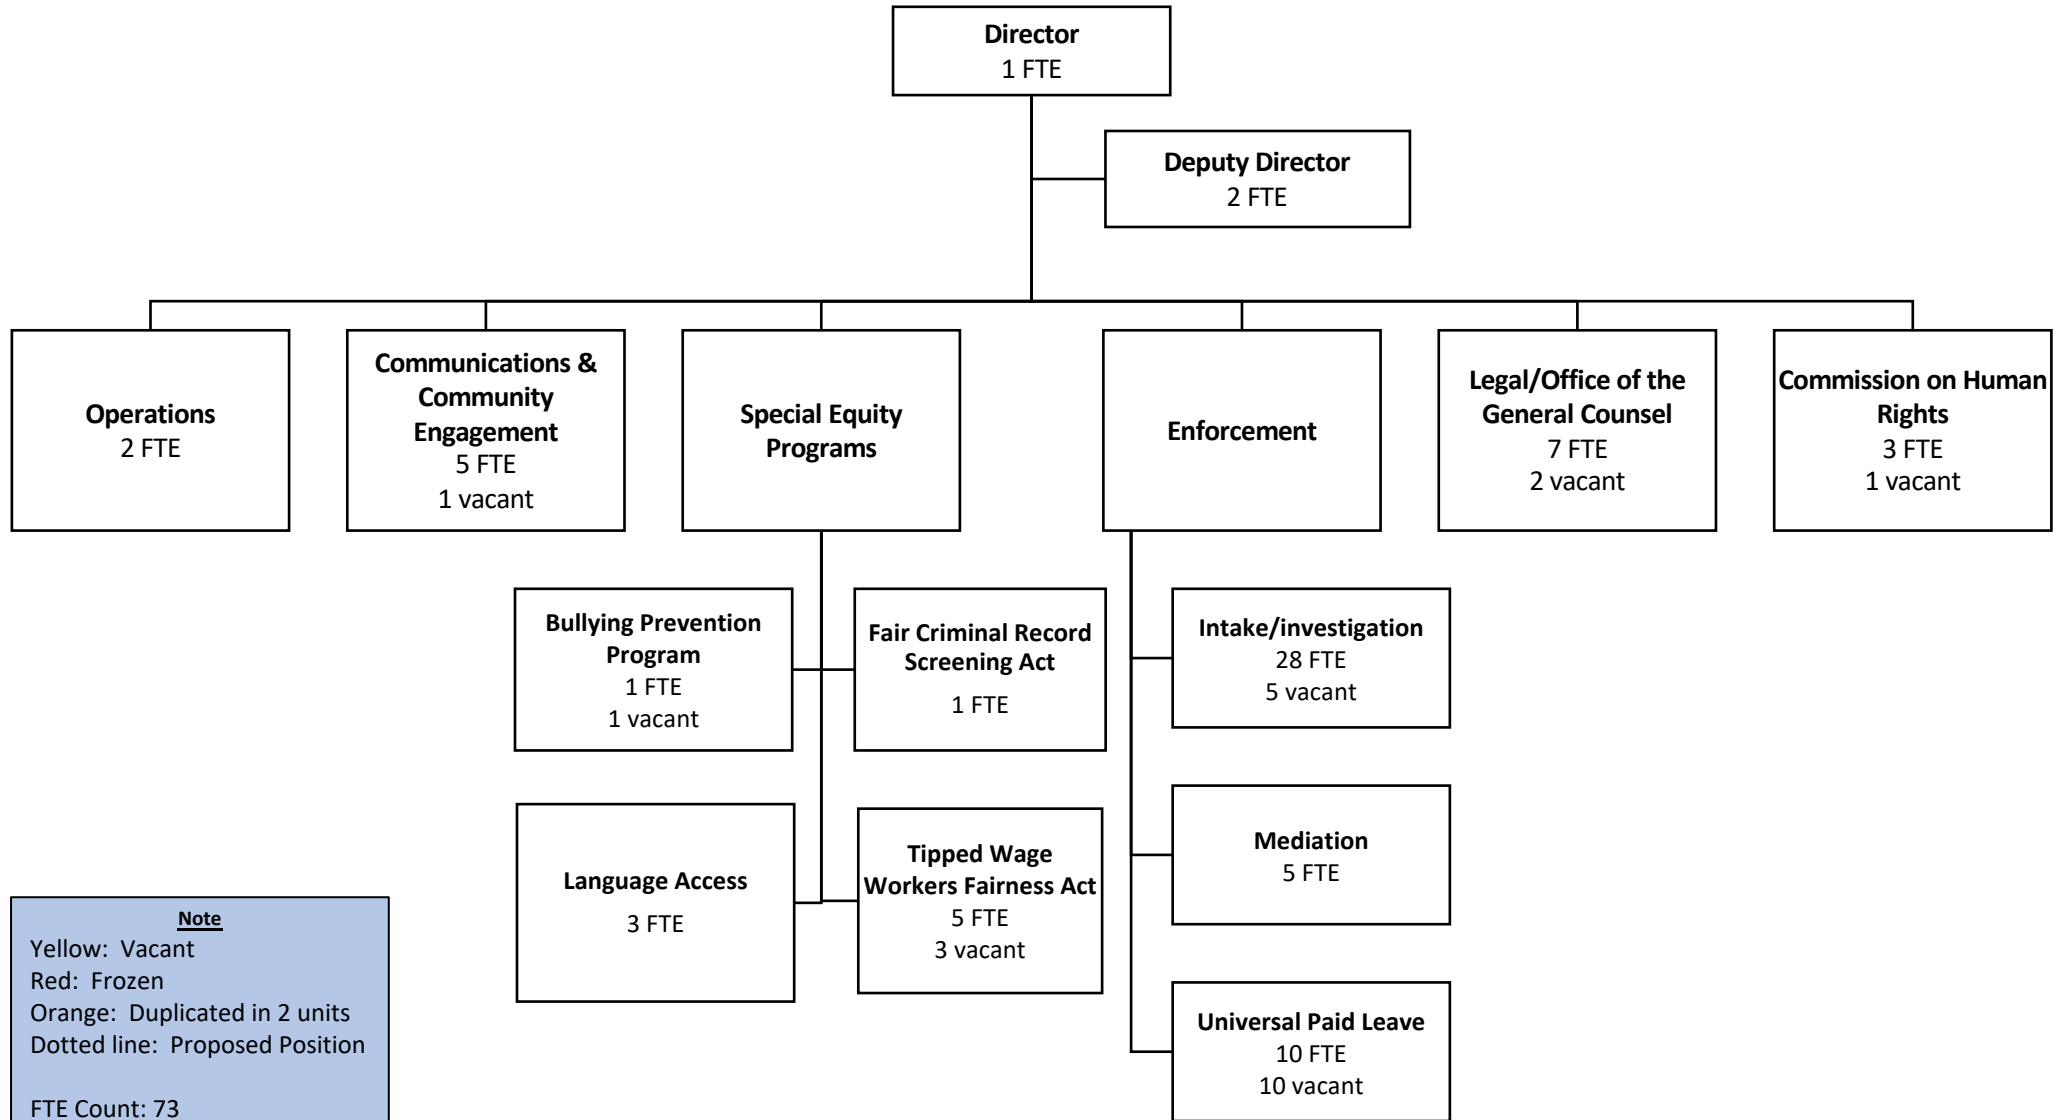 Director
1 FTE
Deputy Director
2 FTE
Operations
2 FTE
Communications &
Community
Engagement
5 FTE
1 vacant
Special Equity
Programs
Enforcement
Legal/Office of the
General Counsel
7 FTE
2 vacant
Commission on Human
Rights
3 FTE
1 vacant
Bullying Prevention
Program
1 FTE
1 vacant
Fair Criminal Record
Screening Act
1 FTE
Intake/investigation
28 FTE
5 vacant
Language Access
3 FTE
Tipped Wage
Workers Fairness Act
5 FTE
3 vacant
Mediation
5 FTE
Universal Paid Leave
10 FTE
10 vacant
Note
Yellow: Vacant
Red: Frozen
Orange: Duplicated in 2 units
Dotted line: Proposed Position
FTE Count: 73